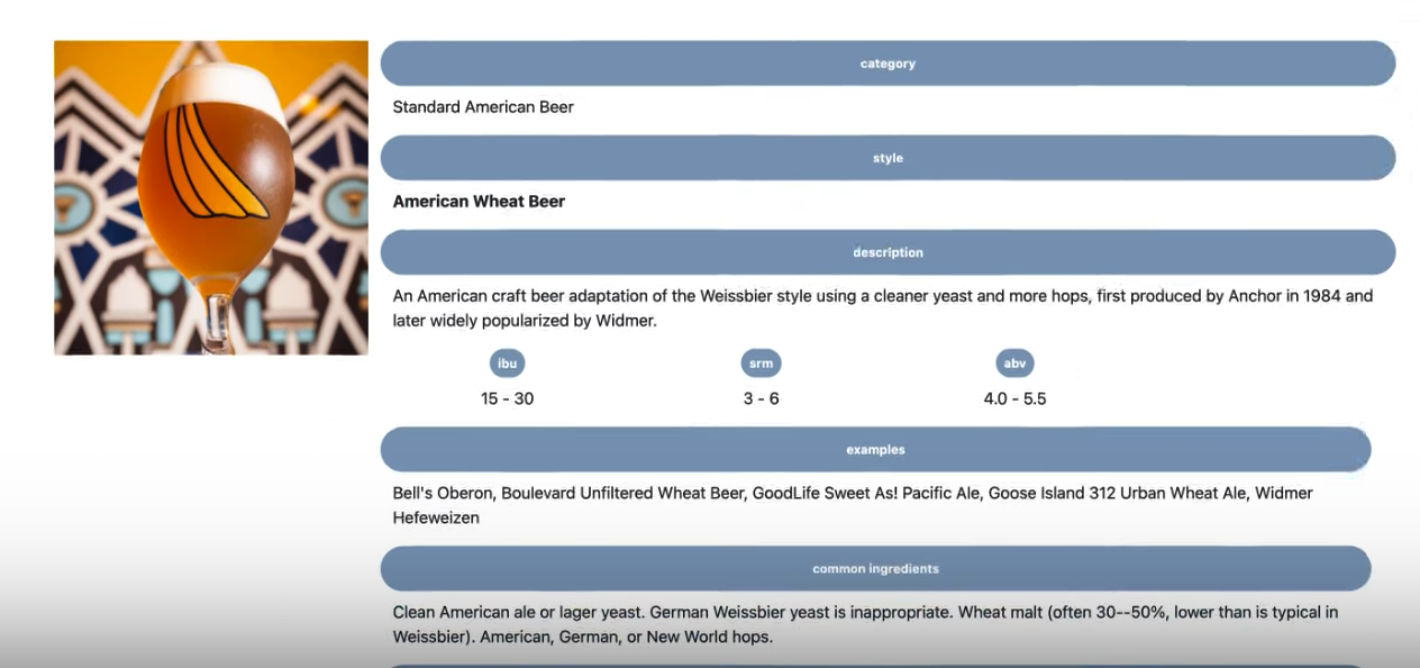 category
Standard American Beer
style
American Wheat Beer
description
An American craft beer adaptation of the Weissbier style using a cleaner yeast and more hops, first produced by Anchor in 1984 and
later widely popularized by Widmer.
ibu srm abv
15 - 30 3 - 6 4.0 - 5.5
examples
Bell's Oberon, Boulevard Unfiltered Wheat Beer, GoodLife Sweet As! Pacific Ale, Goose Island 312 Urban Wheat Ale, Widmer
Hefeweizen
common ingredients
Clean American ale or lager yeast. German Weissbier yeast is inappropriate. Wheat malt (often 30--50%, lower than is typical in
Weissbier). American, German, or New World hops.